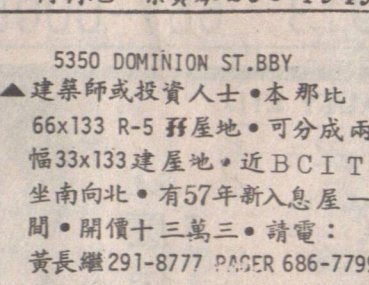 5350 DOMINION ST.BBY
▲建築師或投資人士•本那比
66x133 R-5 孖屋地•可分成兩
幅33x133建屋地•近BCIT
坐南向北•有57年新入息屋一
間•開價十三萬三•請電：
黃長繼291-8777 PAGER 686-7799